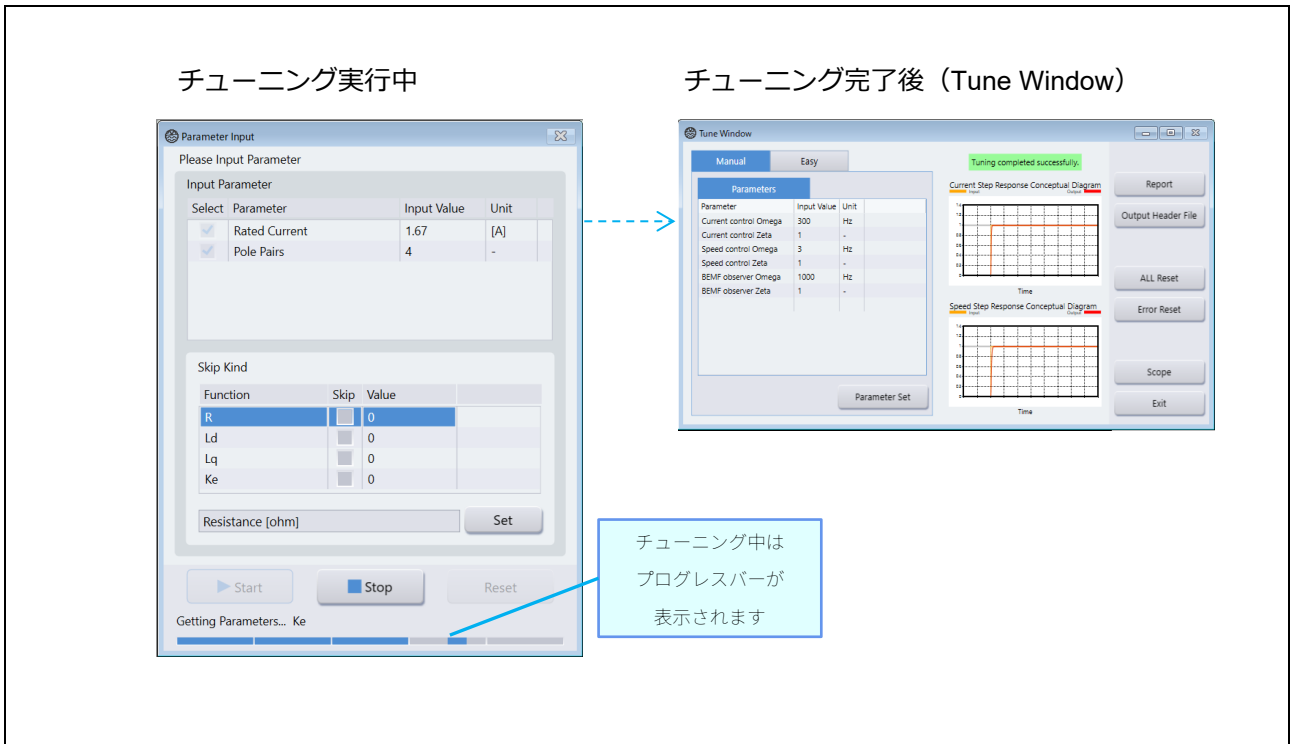 チューニング実行中
Parameter Input
Please Input Parameter
Input Parameter
Select Parameter Input Value Unit
Rated Current 1.67 [A]
Pole Pairs 4 -
Skip Kind
Function Skip Value
R 0
Ld 0
Lq 0
Ke 0
Resistance [ohm] Set
Start Stop Reset
Getting Parameters... Ke
チューニング中は
プログレスバーが
表示されます
チューニング完了後（Tune Window）
Tune Window
Manual Easy
Parameters
Parameter Input Value Unit
Current control Omega 300 Hz
Current control Zeta 1 -
Speed control Omega 3 Hz
Speed control Zeta 1 -
BEMF observer Omega 1000 Hz
BEMF observer Zeta 1 -
Parameter Set
Tuning completed successfully.
Current Step Response Conceptual Diagram
Input Output
Time
Speed Step Response Conceptual Diagram
Input Output
Time
Report
Output Header File
ALL Reset
Error Reset
Scope
Exit